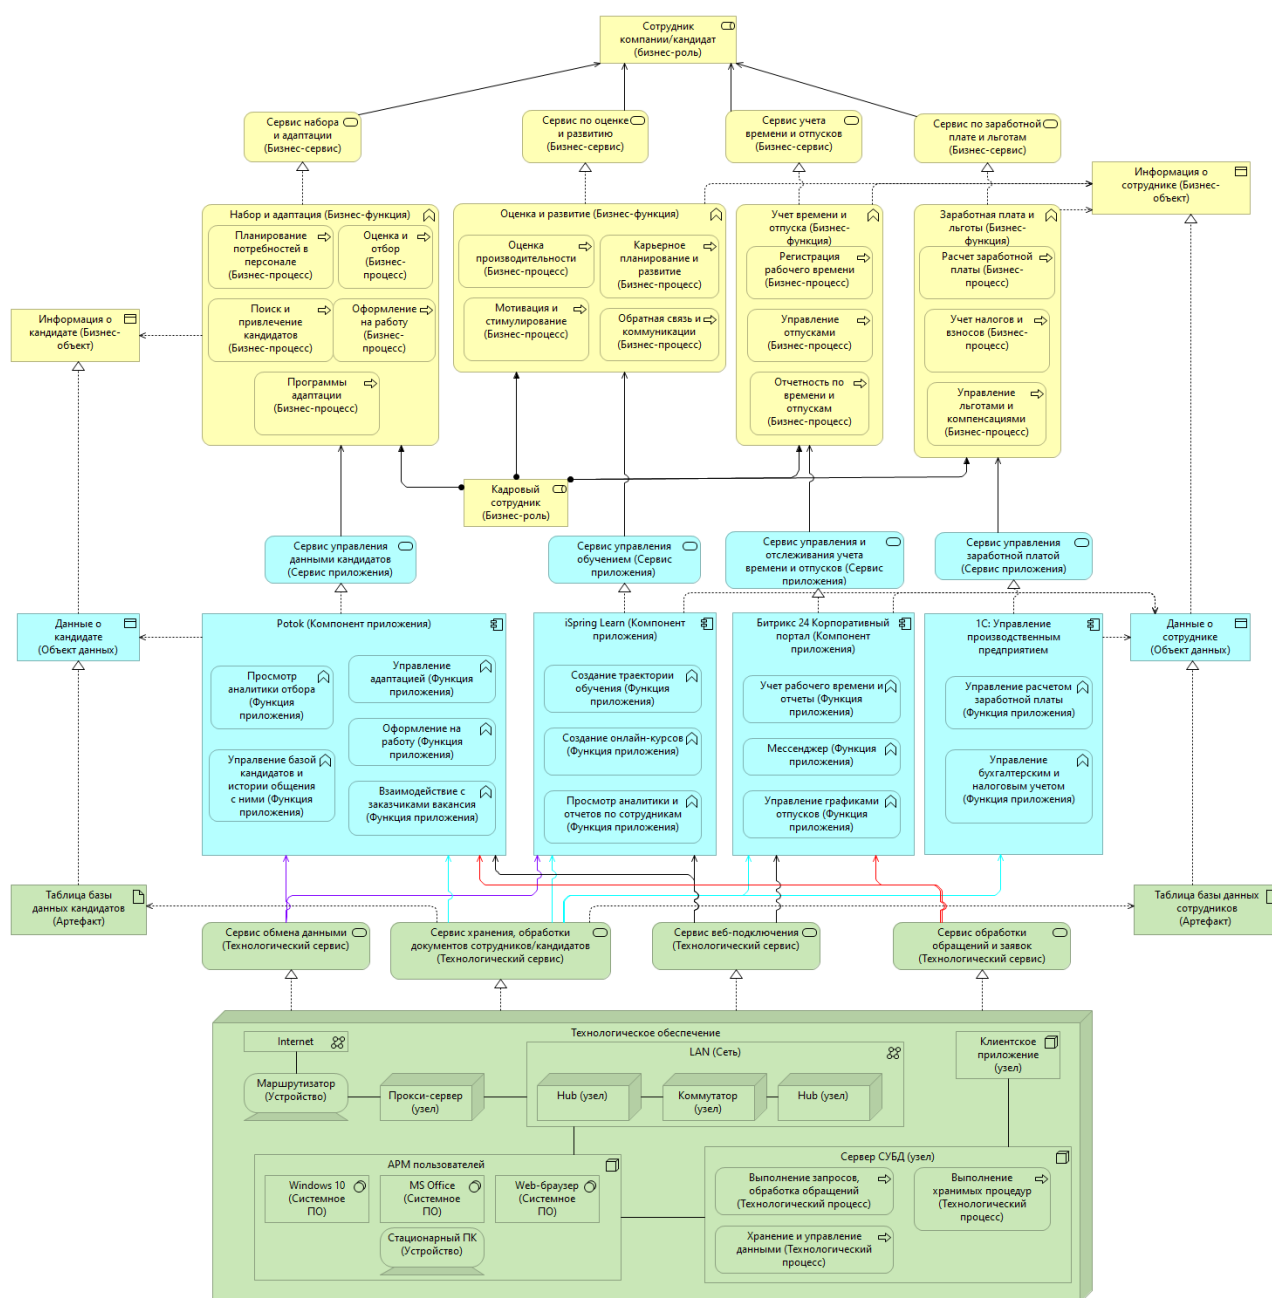 Сотрудник
компании/кандидат
(бизнес-роль)
Сервис набора
и адаптации
(Бизнес-сервис)
Сервис по оценке
и развитию
(Бизнес-сервис)
Сервис учета
времени и отпусков
(Бизнес-сервис)
Сервис по заработной
плате и льготам
(Бизнес-сервис)
Информация о
сотруднике (Бизнес-
объект)
Набор и адаптация (Бизнес-функция)
Планирование
потребностей в
персонале
(Бизнес-процесс)
Оценка и
отбор
(Бизнес-
процесс)
Поиск и
привлечение
кандидатов
(Бизнес-процесс)
Оформление
на работу
(Бизнес-
процесс)
Программы
адаптации
(Бизнес-процесс)
Оценка и развитие (Бизнес-функция)
Оценка
производительности
(Бизнес-процесс)
Карьерное
планирование и
развитие
(Бизнес-процесс)
Мотивация и
стимулирование
(Бизнес-процесс)
Обратная связь и
коммуникации
(Бизнес-процесс)
Учет времени и
отпуска (Бизнес-
функция)
Регистрация
рабочего времени
(Бизнес-процесс)
Управление
отпусками
(Бизнес-процесс)
Отчетность по
времени и
отпускам
(Бизнес-процесс)
Заработная плата и
льготы (Бизнес-
функция)
Расчет заработной
платы (Бизнес-
процесс)
Учет налогов и
взносов (Бизнес-
процесс)
Управление
льготами и
компенсациями
(Бизнес-процесс)
Информация о
кандидате (Бизнес-
объект)
Кадровый
сотрудник
(Бизнес-роль)
Сервис управления
данными кандидатов
(Сервис приложения)
Сервис управления
обучением (Сервис
приложения)
Сервис управления и
отслеживания учета
времени и отпусков (Сервис
приложения)
Сервис управления
заработной платой
(Сервис приложения)
Данные о
кандидате
(Объект данных)
Potok (Компонент приложения)
Просмотр
аналитики отбора
(Функция
приложения)
Управление
адаптацией (Функция
приложения)
Оформление на
работу (Функция
приложения)
Упралвение базой
кандидатов и
истории общения
с ними (Функция
приложения)
Взаимодействие с
заказчиками вакансия
(Функция приложения)
iSpring Learn (Компонент
приложения)
Создание траектории
обучения (Функция
приложения)
Создание онлайн-курсов
(Функция приложения)
Просмотр аналитики и
отчетов по сотрудникам
(Функция приложения)
Битрикс 24 Корпоративный
портал (Компонент
приложения)
Учет рабочего времени и
отчеты (Функция
приложения)
Мессенджер (Функция
приложения)
Управление графиками
отпусков (Функция
приложения)
1С: Управление
производственным
предприятием
Управление расчетом
заработной платы
(Функция приложения)
Управление
бухгалтерским и
налоговым учетом
(Функция приложения)
Данные о
сотруднике
(Объект данных)
Таблица базы
данных кандидатов
(Артефакт)
Таблица базы данных
сотрудников
(Артефакт)
Сервис обмена данными
(Технологический сервис)
Сервис хранения, обработки
документов сотрудников/кандидатов
(Технологический сервис)
Сервис веб-подключения
(Технологический сервис)
Сервис обработки
обращений и заявок
(Технологический сервис)
Технологическое обеспечение
Internet
Маршрутизатор
(Устройство)
Прокси-сервер
(узел)
LAN (Сеть)
Hub (узел)
Коммутатор
(узел)
Hub (узел)
Клиентское
приложение
(узел)
АРМ пользователей
Windows 10
(Системное
ПО)
MS Office
(Системное
ПО)
Web-браузер
(Системное
ПО)
Стационарный ПК
(Устройство)
Сервер СУБД (узел)
Выполнение запросов,
обработка обращений
(Технологический процесс)
Выполнение
хранимых процедур
(Технологический
процесс)
Хранение и управление
данными (Технологический
процесс)